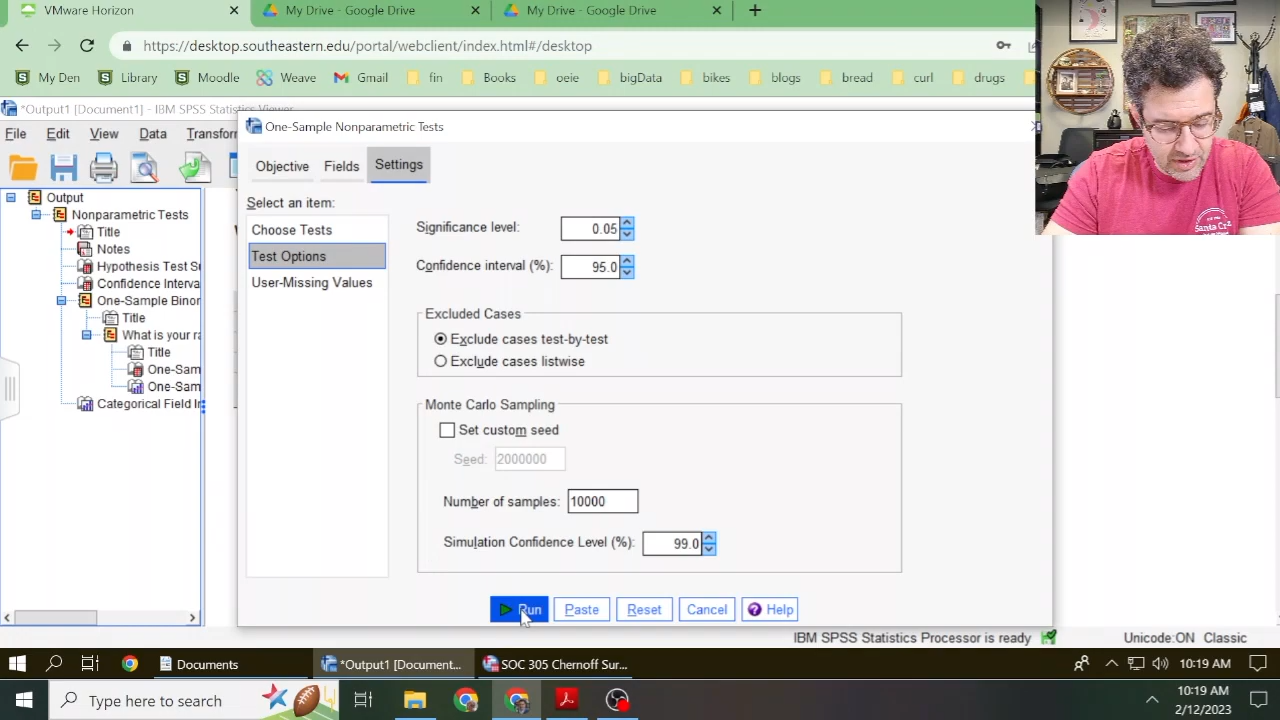 VMware Horizon
My Drive - Google Drive
My Drive - Google Drive
https://desktop.southeastern.edu/portal/webclient/index.html#/desktop
My Den
Library
Moodle
Weave
Gmail
fin
Books
oeie
bigData
bikes
blogs
bread
curl
drugs
*Output1 [Document1] - IBM SPSS Statistics Viewer
File Edit View Data Transform
One-Sample Nonparametric Tests
Objective Fields Settings
Output
Nonparametric Tests
Title
Notes
Hypothesis Test S
Confidence Interva
One-Sample Binor
Title
What is your ra
Title
One-Sam
One-Sam
Categorical Field I
Select an item:
Choose Tests
Test Options
User-Missing Values
Significance level: 0.05
Confidence interval (%): 95.0
Excluded Cases
Exclude cases test-by-test
Exclude cases listwise
Monte Carlo Sampling
Set custom seed
Seed: 2000000
Number of samples: 10000
Simulation Confidence Level (%): 99.0
Run Paste Reset Cancel Help
IBM SPSS Statistics Processor is ready
Unicode:ON Classic
Documents
*Output1 [Document...
SOC 305 Chernoff Sur...
10:19 AM
Type here to search
10:19 AM
2/12/2023
Santa Cr